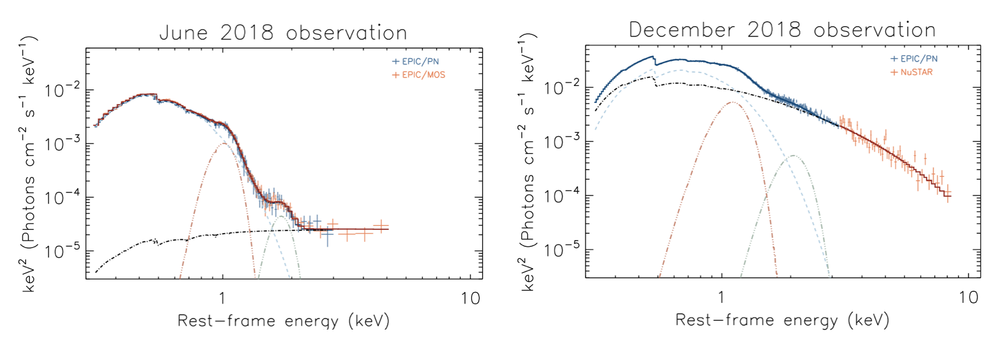 June 2018 observation
EPIC/PN
EPIC/MOS
10⁻²
10⁻³
10⁻⁴
10⁻⁵
keV² (Photons cm⁻² s⁻¹ keV⁻¹)
1
10
Rest-frame energy (keV)
December 2018 observation
EPIC/PN
NuSTAR
10⁻²
10⁻³
10⁻⁴
10⁻⁵
keV² (Photons cm⁻² s⁻¹ keV⁻¹)
1
10
Rest-frame energy (keV)